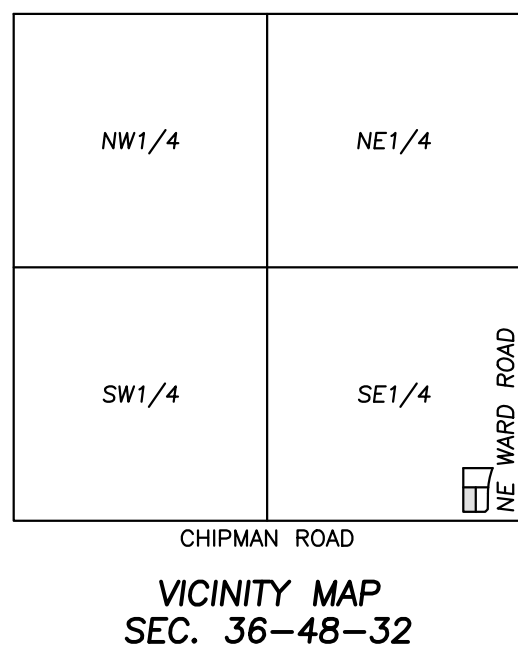 NW1/4
NE1/4
SW1/4
SE1/4
NE WARD ROAD
CHIPMAN ROAD
VICINITY MAP
SEC. 36-48-32